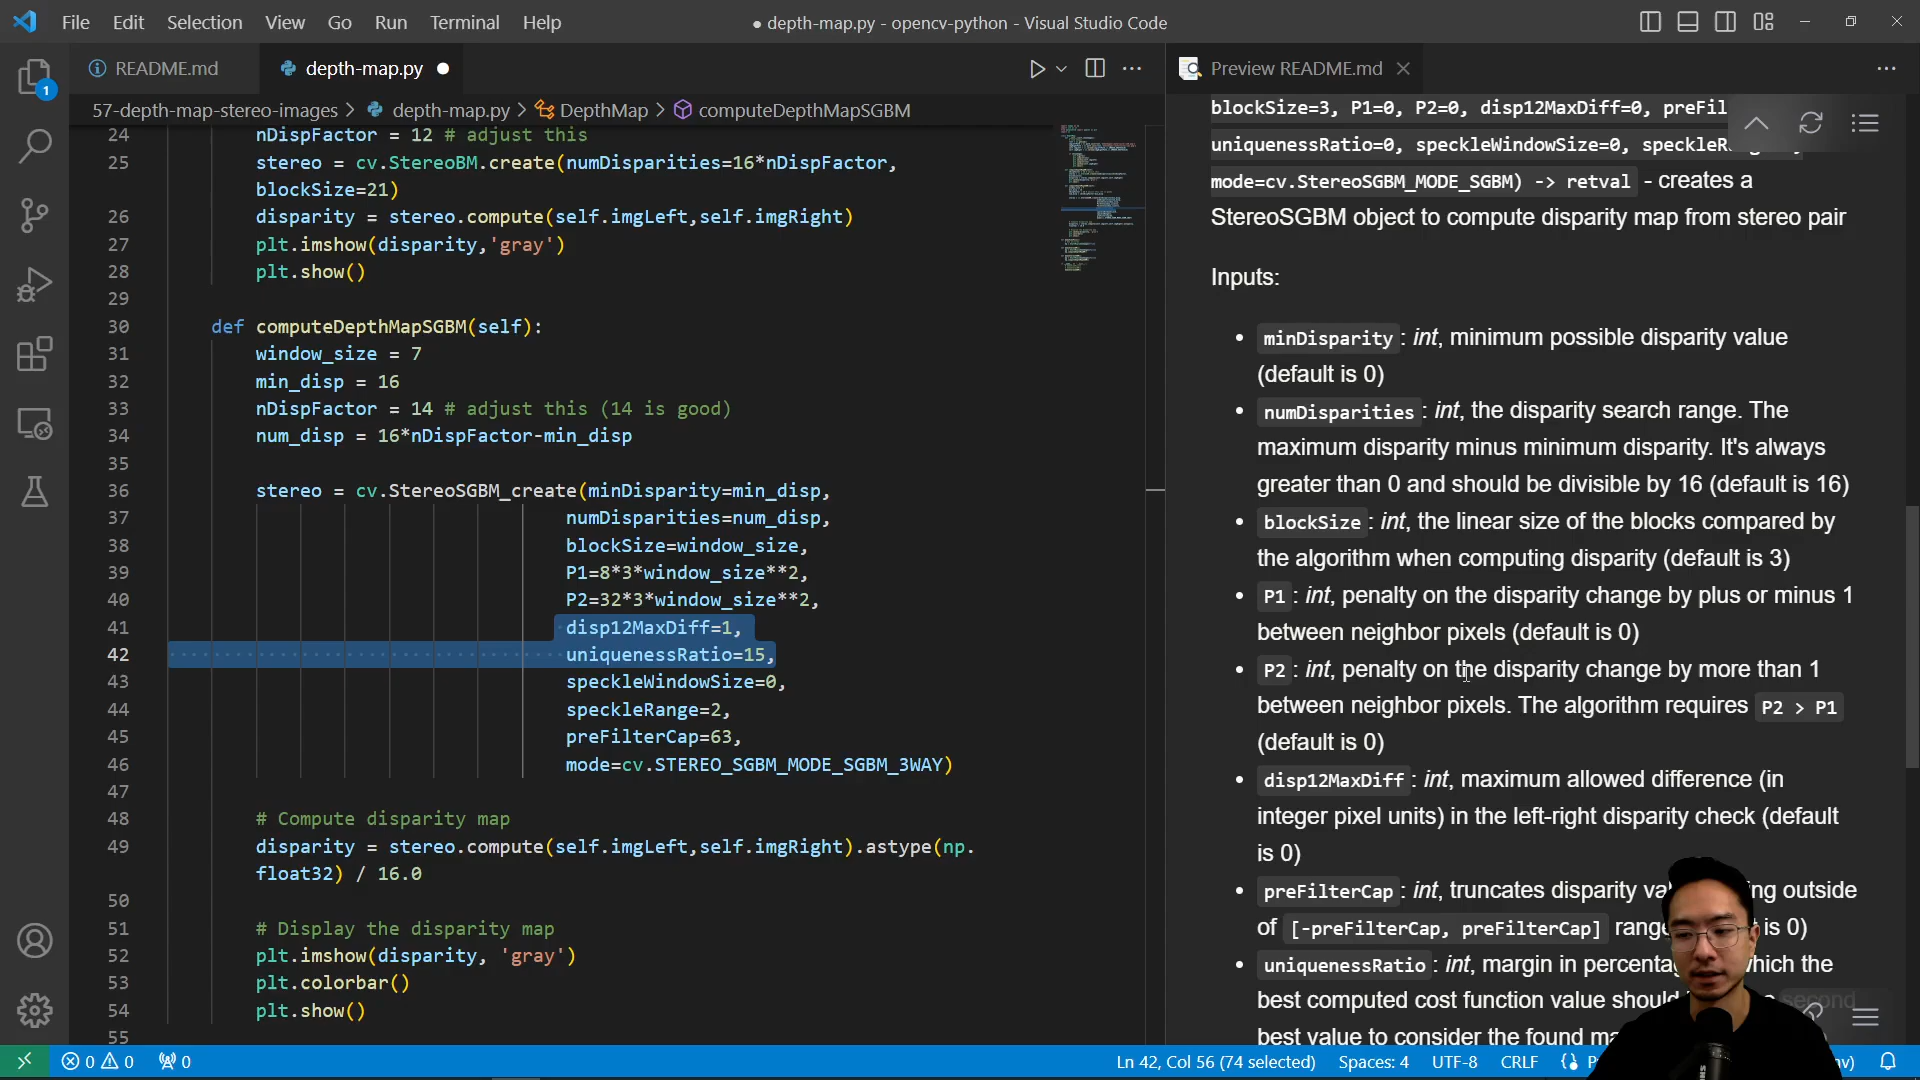 File Edit Selection View Go Run Terminal Help
● depth-map.py - opencv-python - Visual Studio Code
README.md
depth-map.py ●
Preview README.md
57-depth-map-stereo-images > depth-map.py > DepthMap > computeDepthMapSGBM
1
24 nDispFactor = 12 # adjust this
25 stereo = cv.StereoBM.create(numDisparities=16*nDispFactor,
blockSize=21)
26 disparity = stereo.compute(self.imgLeft,self.imgRight)
27 plt.imshow(disparity,'gray')
28 plt.show()
29
30 def computeDepthMapSGBM(self):
31 window_size = 7
32 min_disp = 16
33 nDispFactor = 14 # adjust this (14 is good)
34 num_disp = 16*nDispFactor-min_disp
35
36 stereo = cv.StereoSGBM_create(minDisparity=min_disp,
37 numDisparities=num_disp,
38 blockSize=window_size,
39 P1=8*3*window_size**2,
40 P2=32*3*window_size**2,
41 disp12MaxDiff=1,
42 uniquenessRatio=15,
43 speckleWindowSize=0,
44 speckleRange=2,
45 preFilterCap=63,
46 mode=cv.STEREO_SGBM_MODE_SGBM_3WAY)
47
48 # Compute disparity map
49 disparity = stereo.compute(self.imgLeft,self.imgRight).astype(np.
float32) / 16.0
50
51 # Display the disparity map
52 plt.imshow(disparity, 'gray')
53 plt.colorbar()
54 plt.show()
55
blockSize=3, P1=0, P2=0, disp12MaxDiff=0, preFil
uniquenessRatio=0, speckleWindowSize=0,
mode=cv.StereoSGBM_MODE_SGBM) -> retval - creates a
StereoSGBM object to compute disparity map from stereo pair
Inputs:
• minDisparity : int, minimum possible disparity value
(default is 0)
• numDisparities : int, the disparity search range. The
maximum disparity minus minimum disparity. It's always
greater than 0 and should be divisible by 16 (default is 16)
• blockSize : int, the linear size of the blocks compared by
the algorithm when computing disparity (default is 3)
• P1 : int, penalty on the disparity change by plus or minus 1
between neighbor pixels (default is 0)
• P2 : int, penalty on the disparity change by more than 1
between neighbor pixels. The algorithm requires P2 > P1
(default is 0)
• disp12MaxDiff : int, maximum allowed difference (in
integer pixel units) in the left-right disparity check (default
is 0)
• preFilterCap : int, truncates disparity outside
of [-preFilterCap, preFilterCap] range is 0)
• uniquenessRatio : int, margin in which the
best computed cost function value second
best value to consider the found
0 0 0
Ln 42, Col 56 (74 selected) Spaces: 4 UTF-8 CRLF